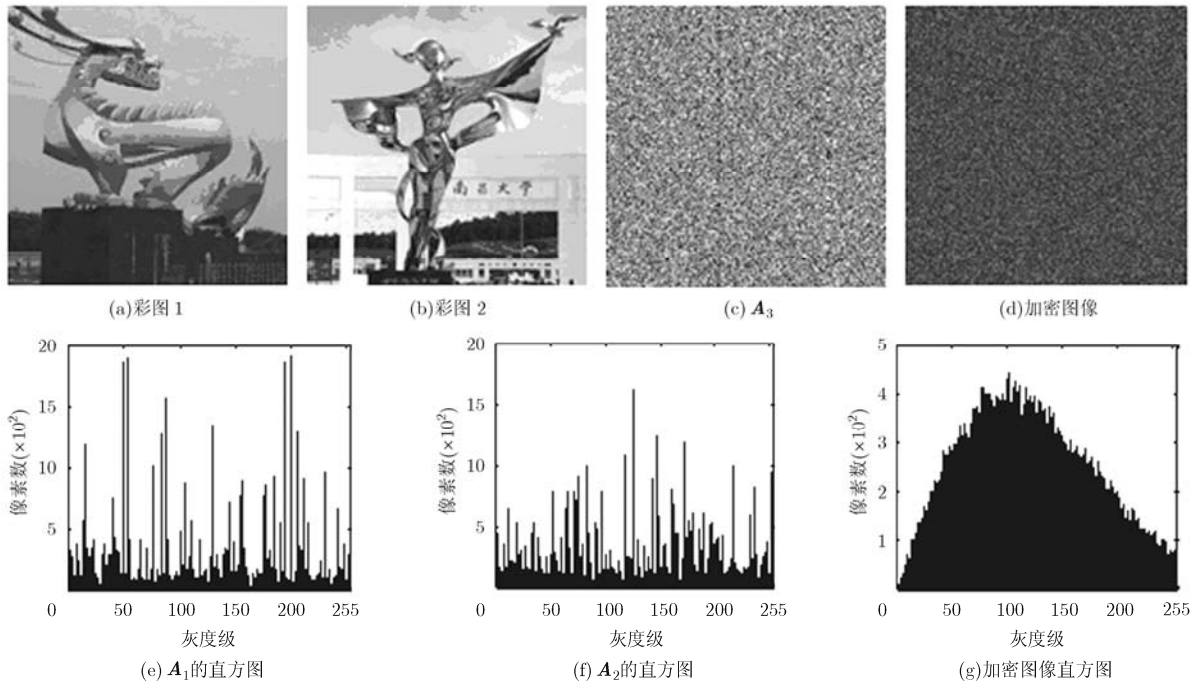 南昌大学
(a)彩图 1
(b)彩图 2
(c) A₃
(d)加密图像
20
15
10
5
0
50
100
150
200
255
像素数(×10²)
灰度级
(e) A₁的直方图
20
15
10
5
0
50
100
150
200
255
像素数(×10²)
灰度级
(f) A₂的直方图
5
4
3
2
1
0
50
100
150
200
255
像素数(×10²)
灰度级
(g)加密图像直方图